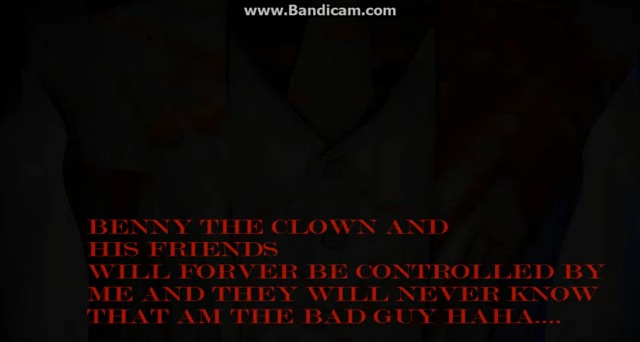 www.Bandicam.com
BENNY THE CLOWN AND
HIS FRIENDS
WILL FORVER BE CONTROLLED BY
ME AND THEY WILL NEVER KNOW
THAT AM THE BAD GUY HAHA....